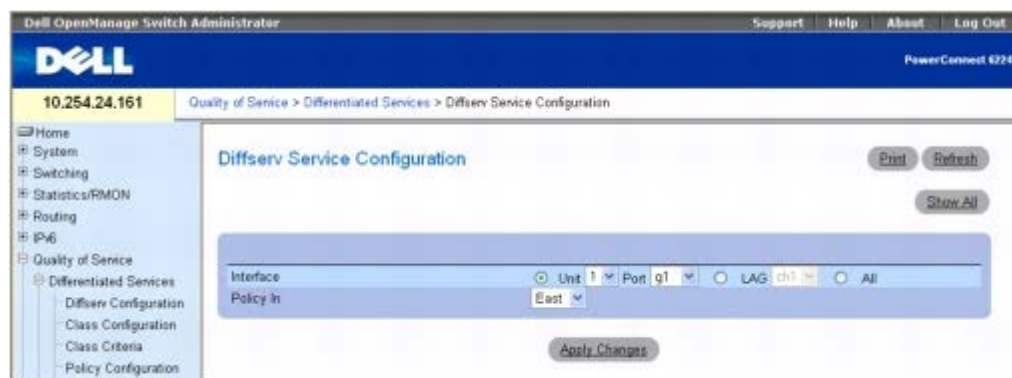 Dell OpenManage Switch Administrator
Support Help About Log Out
DELL
PowerConnect 6224
10.254.24.161
Quality of Service > Differentiated Services > Diffserv Service Configuration
Home
System
Switching
Statistics/RMON
Routing
IPv6
Quality of Service
Differentiated Services
Diffserv Configuration
Class Configuration
Class Criteria
Policy Configuration
Diffserv Service Configuration
Print Refresh
Show All
Interface Unit 1 Port g1 LAG ch1 All
Policy In East
Apply Changes